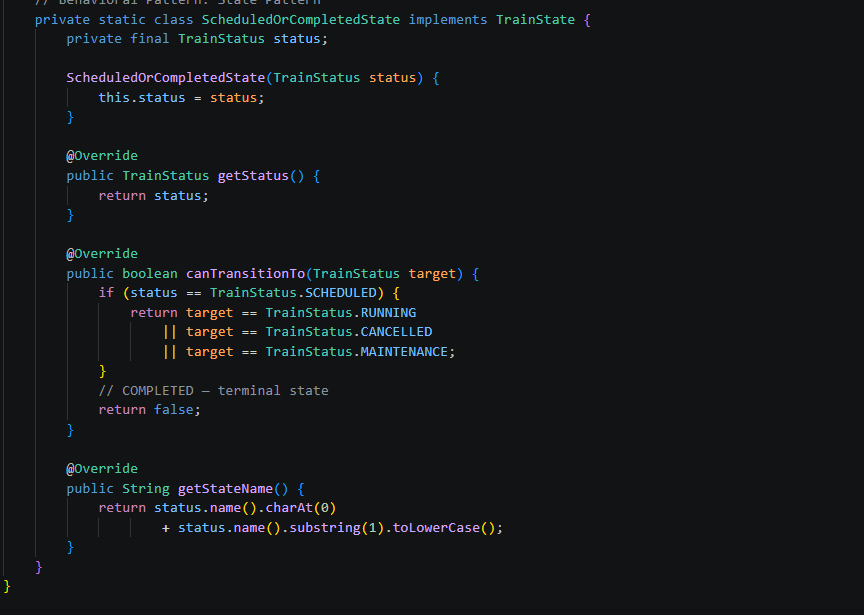 // Behavioral Pattern: State Pattern
private static class ScheduledOrCompletedState implements TrainState {
    private final TrainStatus status;

    ScheduledOrCompletedState(TrainStatus status) {
        this.status = status;
    }

    @Override
    public TrainStatus getStatus() {
        return status;
    }

    @Override
    public boolean canTransitionTo(TrainStatus target) {
        if (status == TrainStatus.SCHEDULED) {
            return target == TrainStatus.RUNNING
                || target == TrainStatus.CANCELLED
                || target == TrainStatus.MAINTENANCE;
        }
        // COMPLETED — terminal state
        return false;
    }

    @Override
    public String getStateName() {
        return status.name().charAt(0)
                + status.name().substring(1).toLowerCase();
    }
}
}